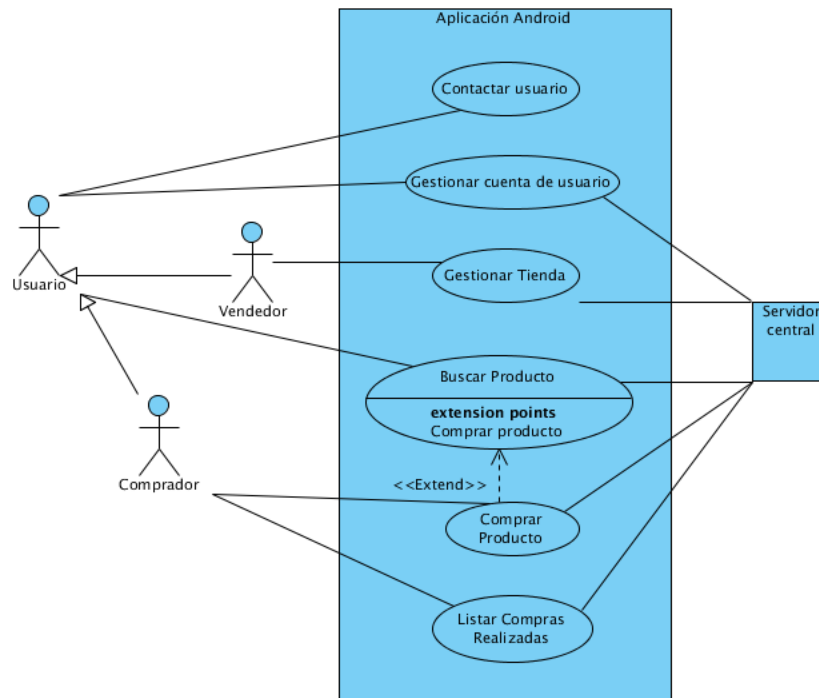 Aplicación Android
Contactar usuario
Gestionar cuenta de usuario
Usuario
Vendedor
Gestionar Tienda
Servidor
central
Buscar Producto
extension points
Comprar producto
Comprador
<<Extend>>
Comprar
Producto
Listar Compras
Realizadas